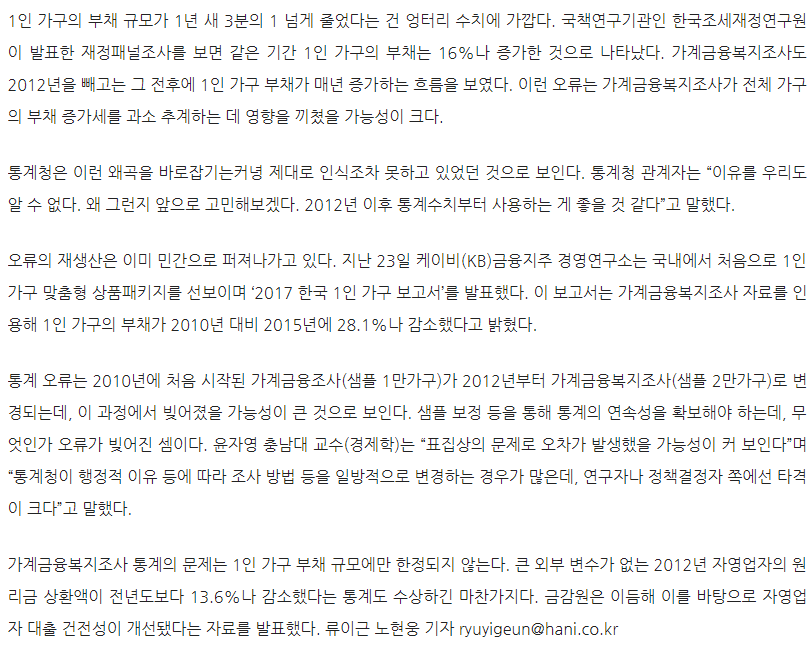 1인 가구의 부채 규모가 1년 새 3분의 1 넘게 줄었다는 건 엉터리 수치에 가깝다. 국책연구기관인 한국조세재정연구원
이 발표한 재정패널조사를 보면 같은 기간 1인 가구의 부채는 16%나 증가한 것으로 나타났다. 가계금융복지조사도
2012년을 빼고는 그 전후에 1인 가구 부채가 매년 증가하는 흐름을 보였다. 이런 오류는 가계금융복지조사가 전체 가구
의 부채 증가세를 과소 추계하는 데 영향을 끼쳤을 가능성이 크다.
통계청은 이런 왜곡을 바로잡기는커녕 제대로 인식조차 못하고 있었던 것으로 보인다. 통계청 관계자는 “이유를 우리도
알 수 없다. 왜 그런지 앞으로 고민해보겠다. 2012년 이후 통계수치부터 사용하는 게 좋을 것 같다”고 말했다.
오류의 재생산은 이미 민간으로 퍼져나가고 있다. 지난 23일 케이비(KB)금융지주 경영연구소는 국내에서 처음으로 1인
가구 맞춤형 상품패키지를 선보이며 ‘2017 한국 1인 가구 보고서’를 발표했다. 이 보고서는 가계금융복지조사 자료를 인
용해 1인 가구의 부채가 2010년 대비 2015년에 28.1%나 감소했다고 밝혔다.
통계 오류는 2010년에 처음 시작된 가계금융조사(샘플 1만가구)가 2012년부터 가계금융복지조사(샘플 2만가구)로 변
경되는데, 이 과정에서 빚어졌을 가능성이 큰 것으로 보인다. 샘플 보정 등을 통해 통계의 연속성을 확보해야 하는데, 무
엇인가 오류가 빚어진 셈이다. 윤자영 충남대 교수(경제학)는 “표집상의 문제로 오차가 발생했을 가능성이 커 보인다”며
“통계청이 행정적 이유 등에 따라 조사 방법 등을 일방적으로 변경하는 경우가 많은데, 연구자나 정책결정자 쪽에선 타격
이 크다”고 말했다.
가계금융복지조사 통계의 문제는 1인 가구 부채 규모에만 한정되지 않는다. 큰 외부 변수가 없는 2012년 자영업자의 원
리금 상환액이 전년도보다 13.6%나 감소했다는 통계도 수상하긴 마찬가지다. 금감원은 이듬해 이를 바탕으로 자영업
자 대출 건전성이 개선됐다는 자료를 발표했다. 류이근 노현웅 기자 ryuyigeun@hani.co.kr